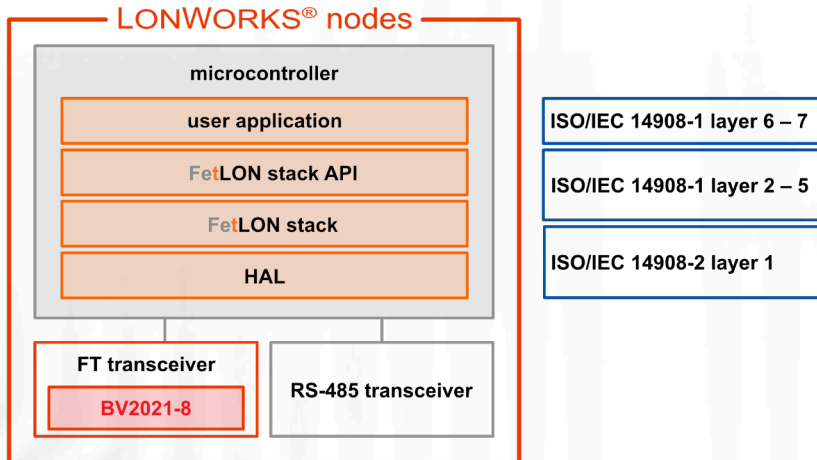 LONWORKS® nodes
microcontroller
user application
FetLON stack API
FetLON stack
HAL
FT transceiver
BV2021-8
RS-485 transceiver
ISO/IEC 14908-1 layer 6 – 7
ISO/IEC 14908-1 layer 2 – 5
ISO/IEC 14908-2 layer 1